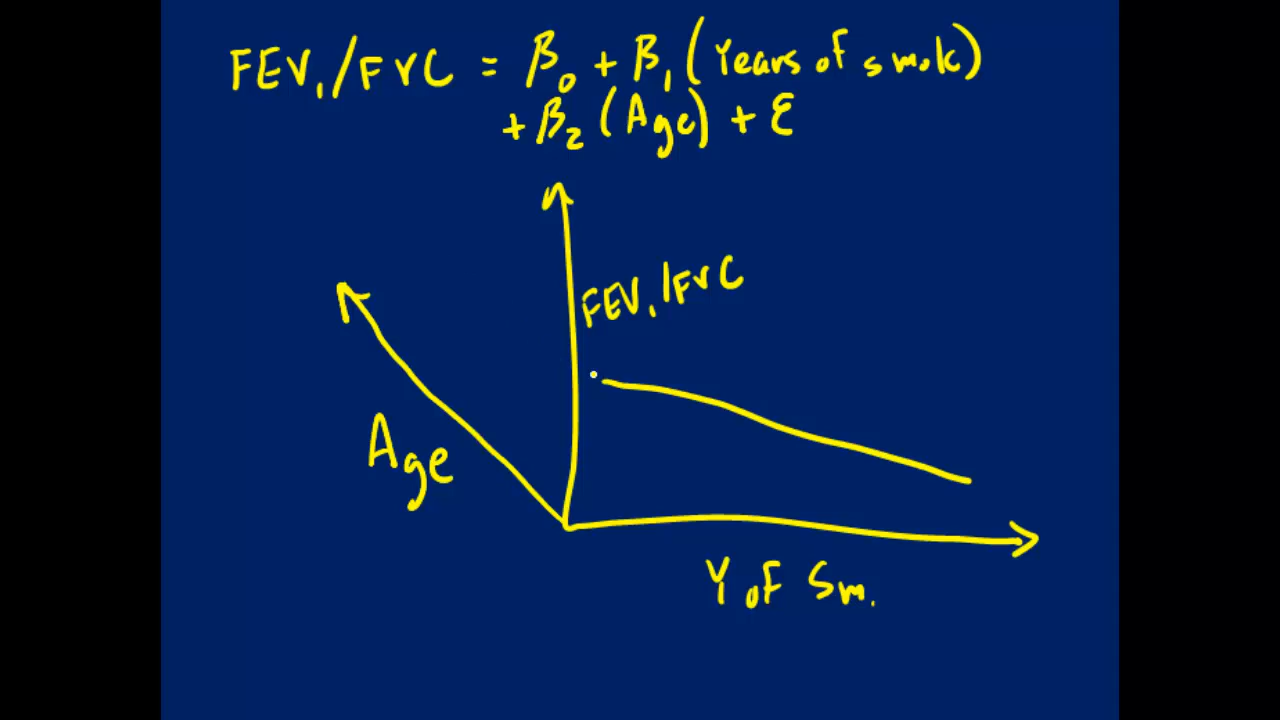 FEV₁/FVC = β₀ + β₁ (Years of smok)
+ β₂ (Age) + ε
FEV₁/FVC
Age
Y of Sm.